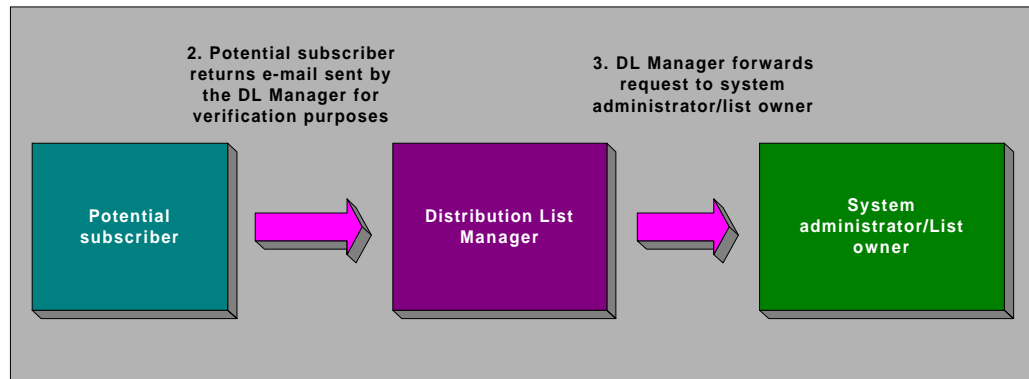 2. Potential subscriber
returns e-mail sent by
the DL Manager for
verification purposes
3. DL Manager forwards
request to system
administrator/list owner
Potential
subscriber
Distribution List
Manager
System
administrator/List
owner